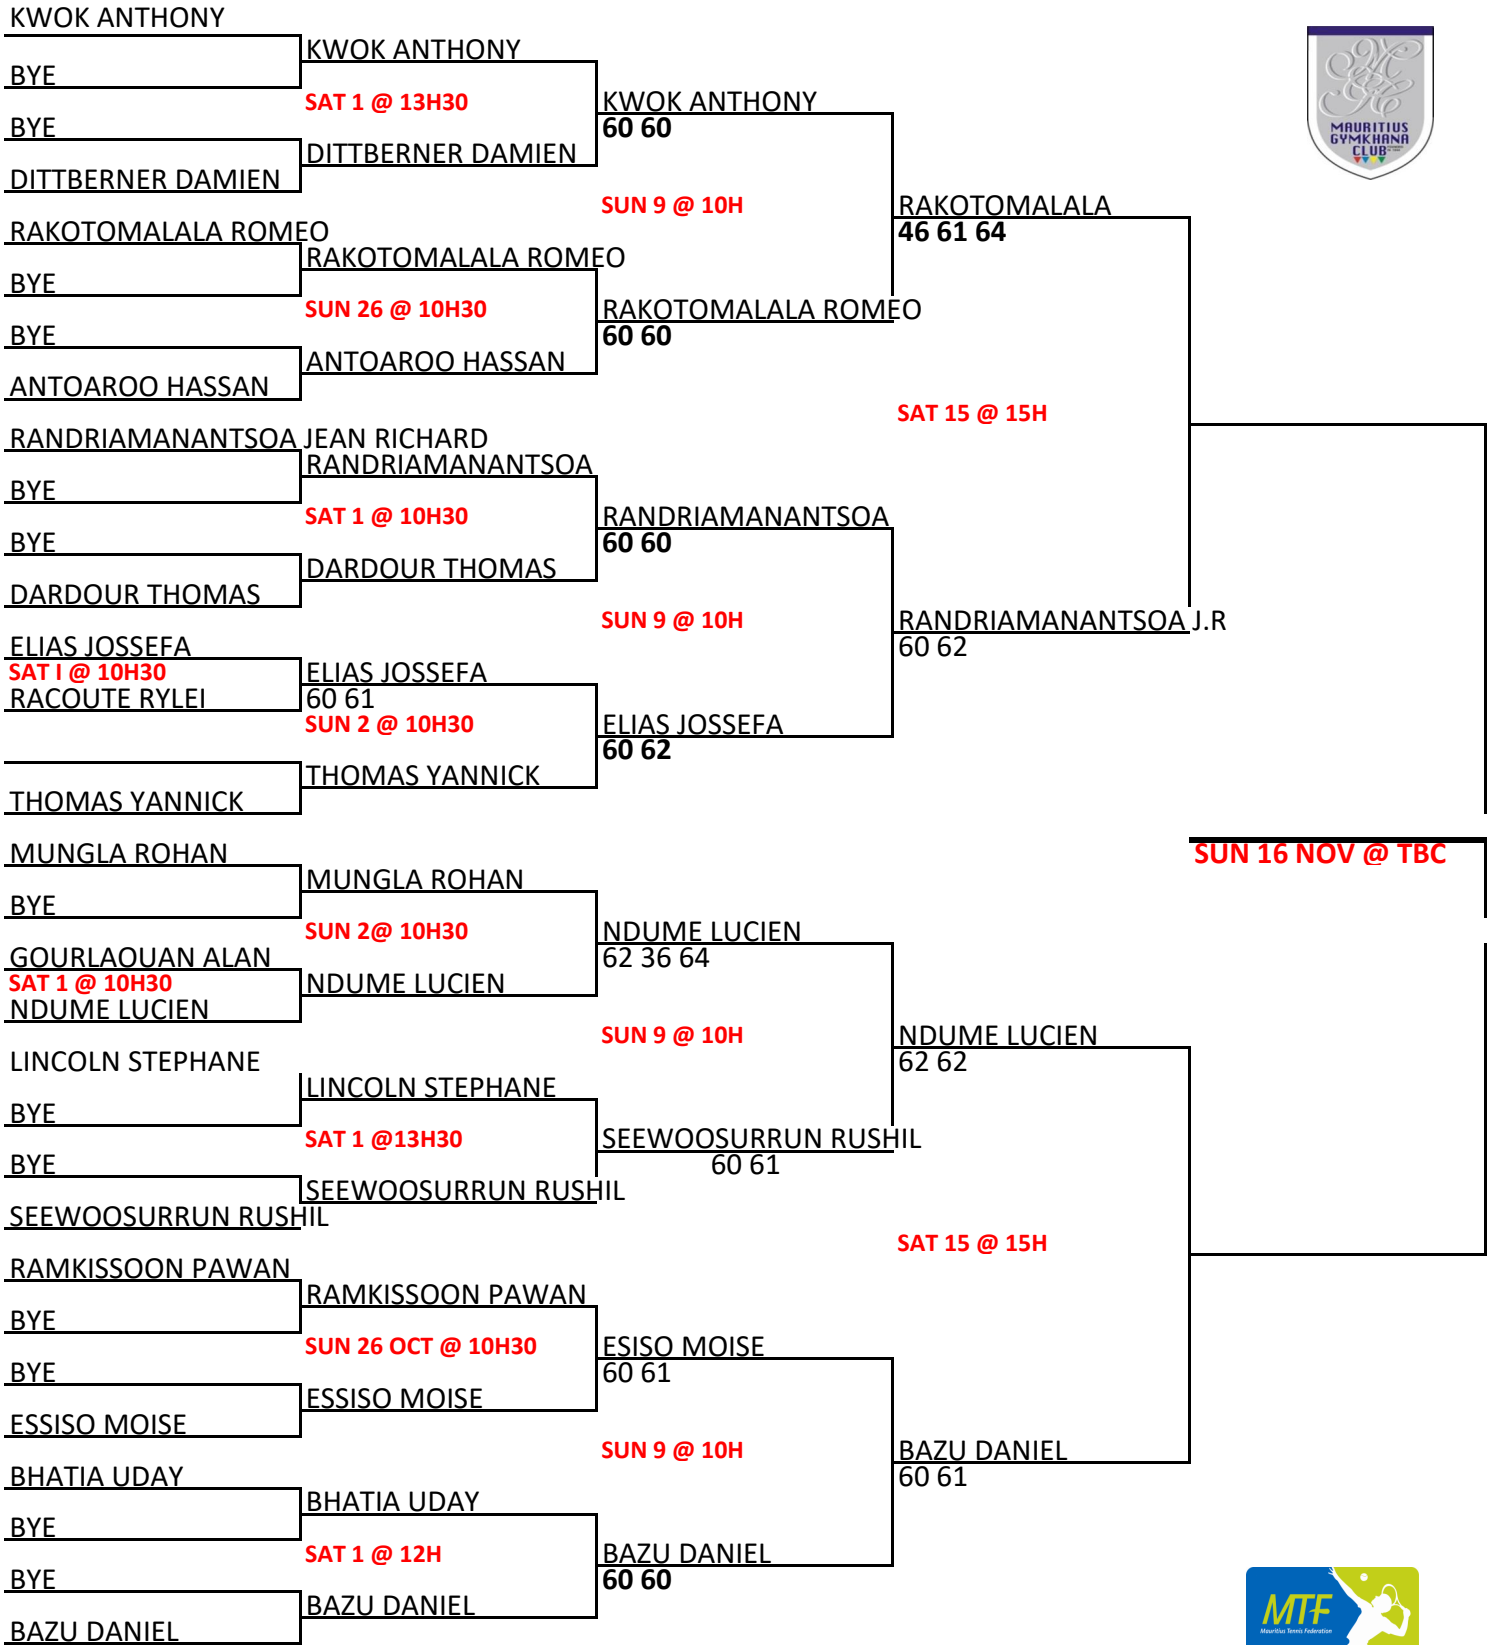 KWOK ANTHONY
KWOK ANTHONY
BYE
SAT 1 @ 13H30
KWOK ANTHONY
60 60
BYE
DITTBERNER DAMIEN
DITTBERNER DAMIEN
SUN 9 @ 10H
RAKOTOMALALA
46 61 64
RAKOTOMALALA ROMEO
RAKOTOMALALA ROMEO
BYE
SUN 26 @ 10H30
RAKOTOMALALA ROMEO
60 60
BYE
ANTOAROO HASSAN
ANTOAROO HASSAN
SAT 15 @ 15H
RANDRIAMANANTSOA JEAN RICHARD
RANDRIAMANANTSOA
BYE
SAT 1 @ 10H30
RANDRIAMANANTSOA
60 60
BYE
DARDOUR THOMAS
DARDOUR THOMAS
SUN 9 @ 10H
RANDRIAMANANTSOA J.R
60 62
ELIAS JOSSEFA
SAT I @ 10H30
ELIAS JOSSEFA
RACOUTE RYLEI
60 61
SUN 2 @ 10H30
ELIAS JOSSEFA
60 62
THOMAS YANNICK
THOMAS YANNICK
MUNGLA ROHAN
SUN 16 NOV @ TBC
MUNGLA ROHAN
BYE
SUN 2@ 10H30
NDUME LUCIEN
62 36 64
GOURLAOUAN ALAN
SAT 1 @ 10H30
NDUME LUCIEN
NDUME LUCIEN
SUN 9 @ 10H
NDUME LUCIEN
62 62
LINCOLN STEPHANE
LINCOLN STEPHANE
BYE
SAT 1 @13H30
SEEWOOSURRUN RUSHIL
60 61
BYE
SEEWOOSURRUN RUSHIL
SEEWOOSURRUN RUSHIL
SAT 15 @ 15H
RAMKISSOON PAWAN
RAMKISSOON PAWAN
BYE
SUN 26 OCT @ 10H30
ESISO MOISE
60 61
BYE
ESSISO MOISE
ESSISO MOISE
SUN 9 @ 10H
BAZU DANIEL
60 61
BHATIA UDAY
BHATIA UDAY
BYE
SAT 1 @ 12H
BAZU DANIEL
60 60
BYE
BAZU DANIEL
BAZU DANIEL
MAURITIUS
GYMKHANA
CLUB
MTF
Mauritius Tennis Federation